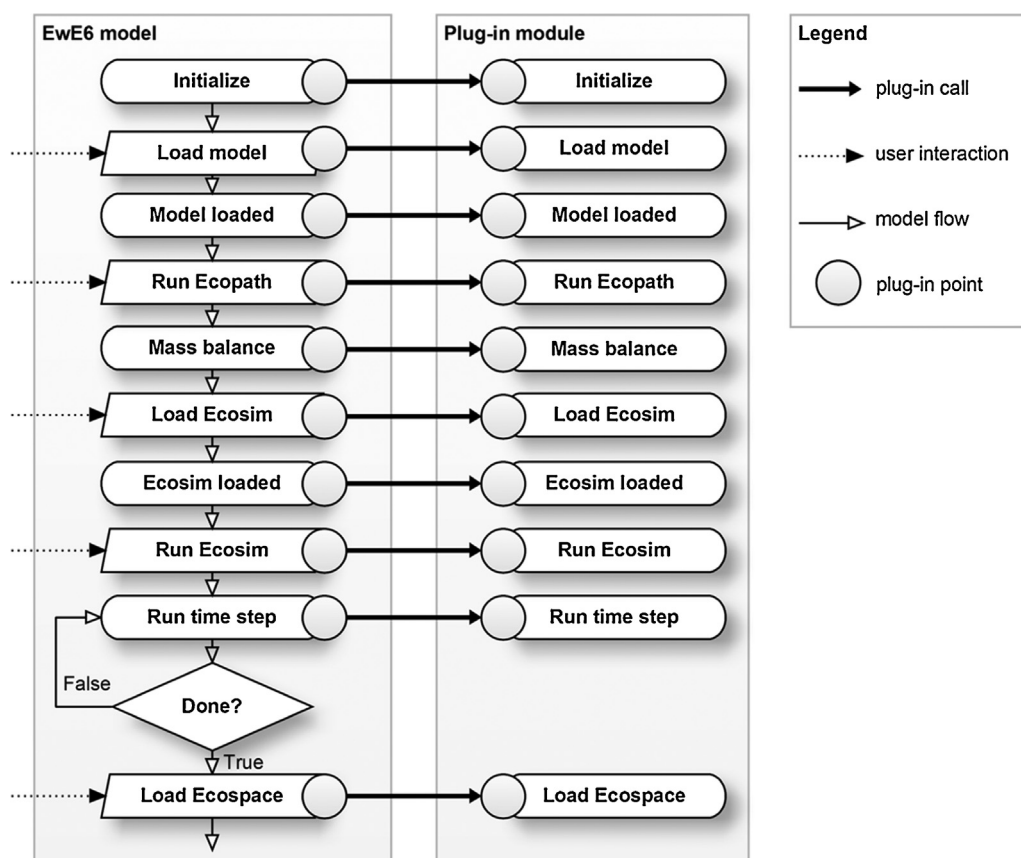 EwE6 model
Initialize
Load model
Model loaded
Run Ecopath
Mass balance
Load Ecosim
Ecosim loaded
Run Ecosim
Run time step
False
Done?
True
Load Ecospace
Plug-in module
Initialize
Load model
Model loaded
Run Ecopath
Mass balance
Load Ecosim
Ecosim loaded
Run Ecosim
Run time step
Load Ecospace
Legend
plug-in call
user interaction
model flow
plug-in point